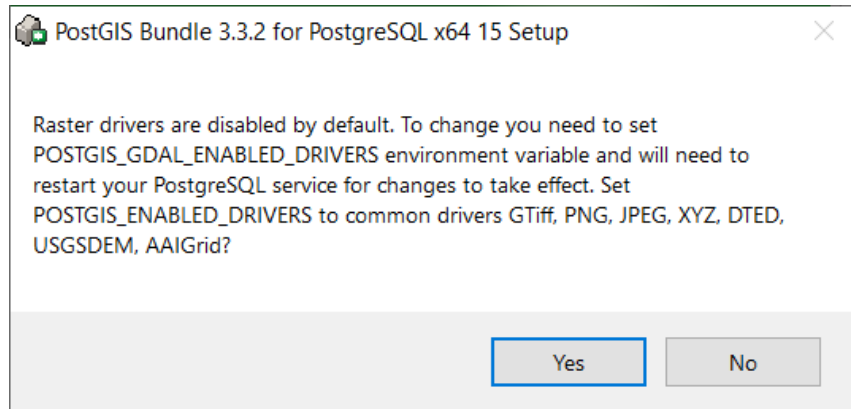 PostGIS Bundle 3.3.2 for PostgreSQL x64 15 Setup
Raster drivers are disabled by default. To change you need to set
POSTGIS_GDAL_ENABLED_DRIVERS environment variable and will need to
restart your PostgreSQL service for changes to take effect. Set
POSTGIS_ENABLED_DRIVERS to common drivers GTiff, PNG, JPEG, XYZ, DTED,
USGSDEM, AAIGrid?
Yes
No